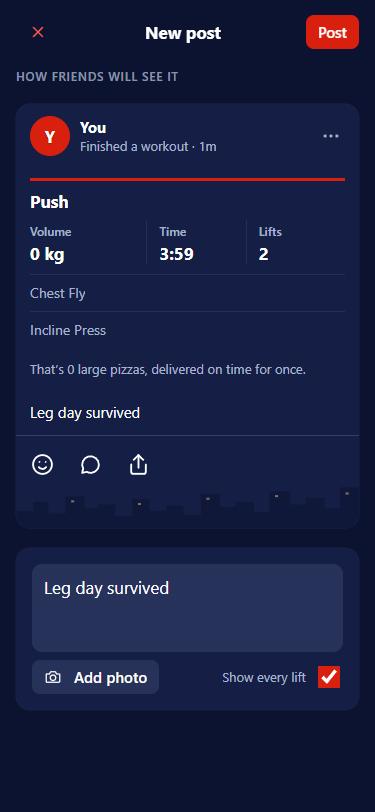 New post
Post
HOW FRIENDS WILL SEE IT
Y
You
Finished a workout · 1m
Push
Volume Time Lifts
0 kg 3:59 2
Chest Fly
Incline Press
That's 0 large pizzas, delivered on time for once.
Leg day survived
Leg day survived
Add photo
Show every lift